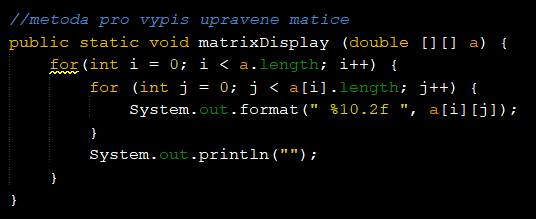 //metoda pro vypis upravene matice
public static void matrixDisplay (double [][] a) {
for(int i = 0; i < a.length; i++) {
for (int j = 0; j < a[i].length; j++) {
System.out.format(" %10.2f ", a[i][j]);
}
System.out.println("");
}
}